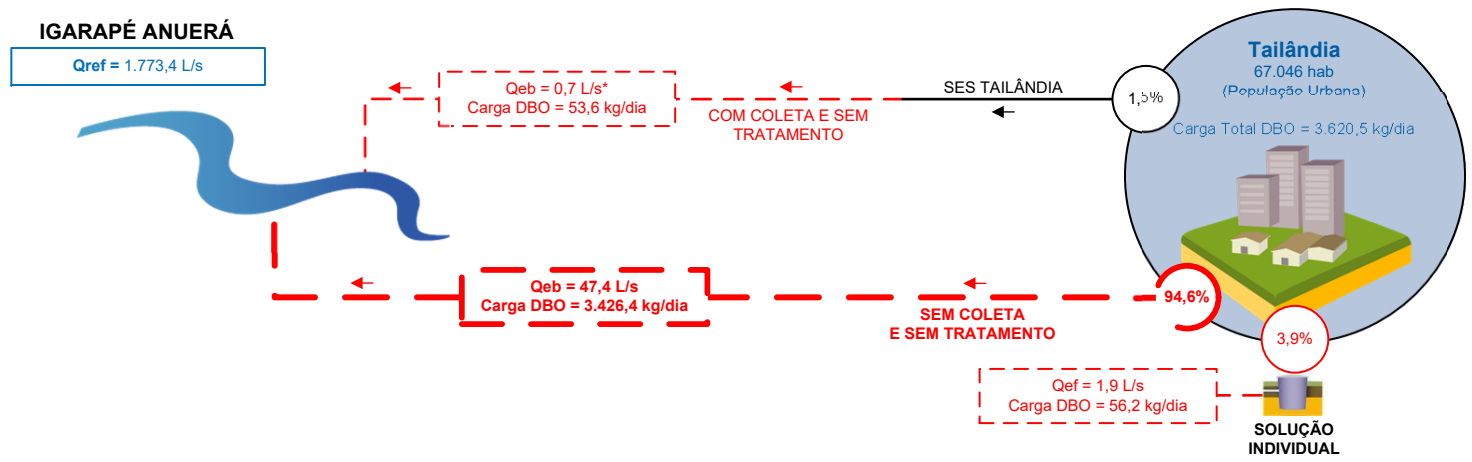 IGARAPÉ ANUERÁ
Qref = 1.773,4 L/s
Qeb = 0,7 L/s*
Carga DBO = 53,6 kg/dia
COM COLETA E SEM
TRATAMENTO
SES TAILÂNDIA
1,5%
Tailândia
67.046 hab
(População Urbana)
Carga Total DBO = 3.620,5 kg/dia
Qeb = 47,4 L/s
Carga DBO = 3.426,4 kg/dia
SEM COLETA
E SEM TRATAMENTO
94,6%
3,9%
Qef = 1,9 L/s
Carga DBO = 56,2 kg/dia
SOLUÇÃO
INDIVIDUAL